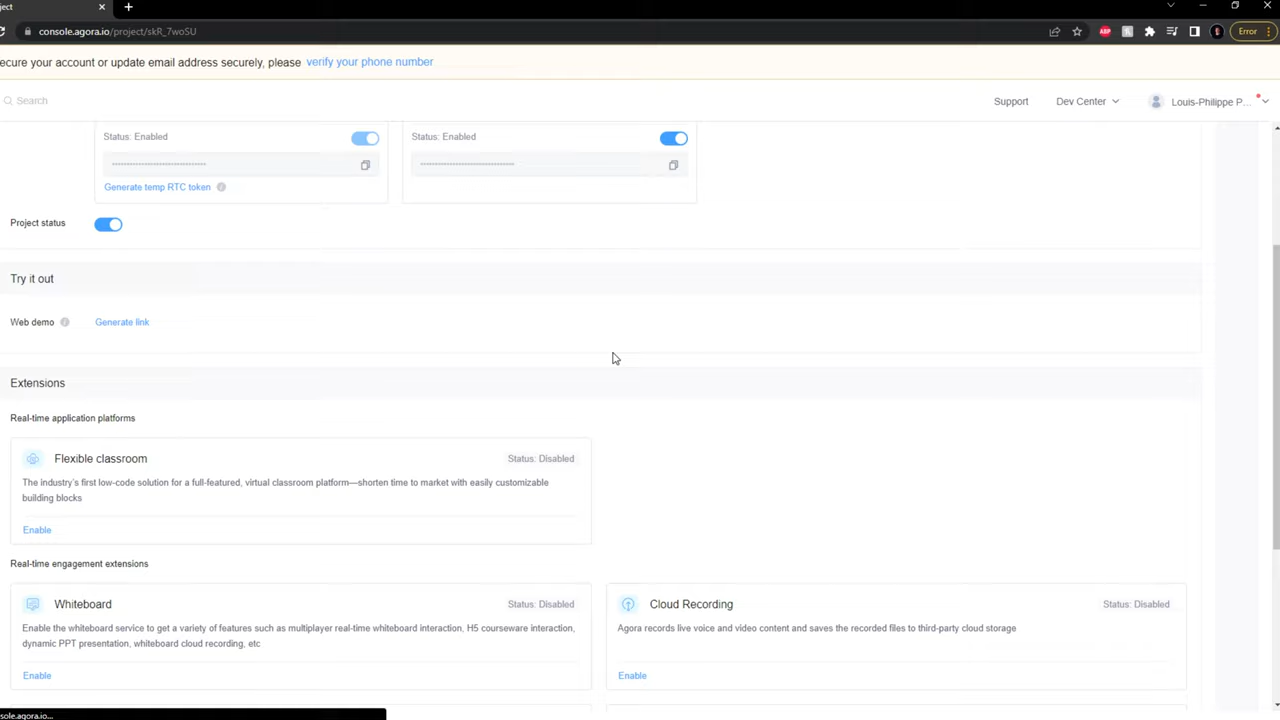 ject
console.agora.io/project/skR_7woSU
Error
ecure your account or update email address securely, please verify your phone number
Search
Support
Dev Center
Louis-Philippe P...
Status: Enabled
Status: Enabled
Generate temp RTC token
Project status
Try it out
Web demo
Generate link
Extensions
Real-time application platforms
Flexible classroom
Status: Disabled
The industry's first low-code solution for a full-featured, virtual classroom platform—shorten time to market with easily customizable
building blocks
Enable
Real-time engagement extensions
Whiteboard
Status: Disabled
Enable the whiteboard service to get a variety of features such as multiplayer real-time whiteboard interaction, H5 courseware interaction,
dynamic PPT presentation, whiteboard cloud recording, etc
Enable
Cloud Recording
Status: Disabled
Agora records live voice and video content and saves the recorded files to third-party cloud storage
Enable
sole.agora.io...